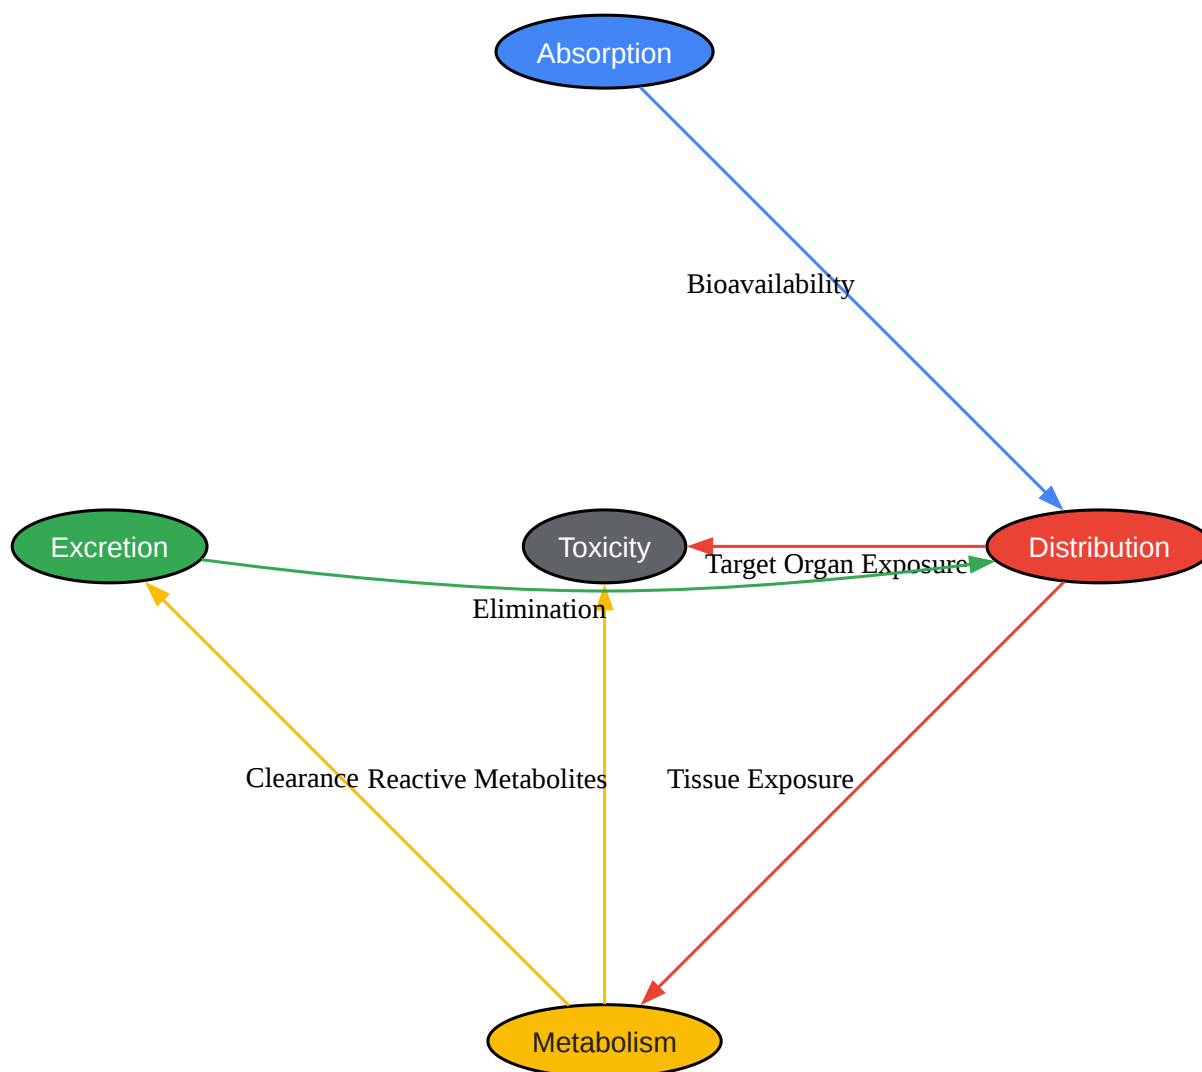 Absorption
Bioavailability
Excretion
Toxicity
Distribution
Target Organ Exposure
Elimination
Clearance
Reactive Metabolites
Tissue Exposure
Metabolism